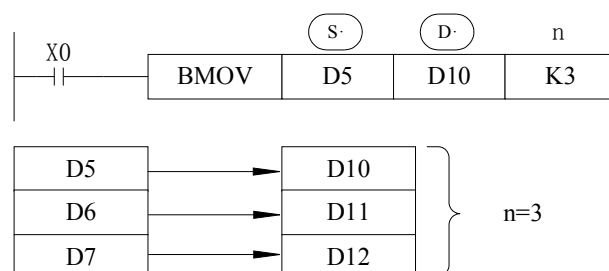 S· D· n
X0
BMOV D5 D10 K3
D5 D10
D6 D11 n=3
D7 D12